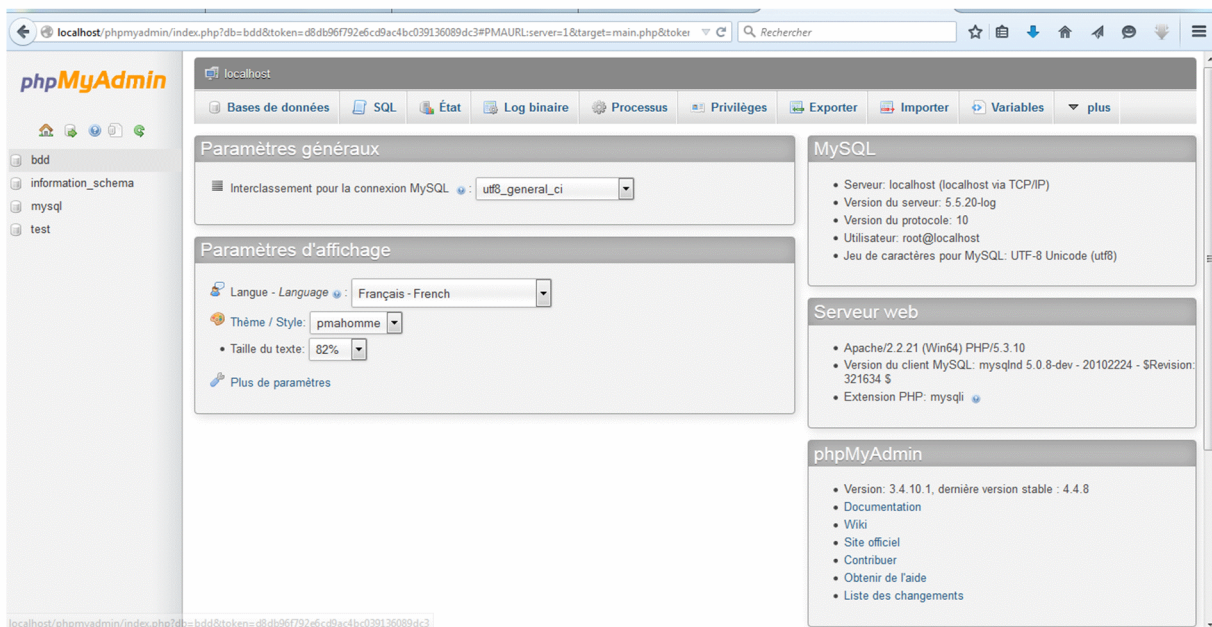 localhost/phpmyadmin/index.php?db=bdd&token=d8db96f792e6cd9ac4bc039136089dc3#PMAURL:server=1&target=main.php&toker
Rechercher
phpMyAdmin
bdd
information_schema
mysql
test
localhost
Bases de données SQL État Log binaire Processus Privilèges Exporter Importer Variables plus
Paramètres généraux
Interclassement pour la connexion MySQL : utf8_general_ci
Paramètres d'affichage
Langue - Language : Français - French
Thème / Style: pmahomme
• Taille du texte: 82%
Plus de paramètres
MySQL
• Serveur: localhost (localhost via TCP/IP)
• Version du serveur: 5.5.20-log
• Version du protocole: 10
• Utilisateur: root@localhost
• Jeu de caractères pour MySQL: UTF-8 Unicode (utf8)
Serveur web
• Apache/2.2.21 (Win64) PHP/5.3.10
• Version du client MySQL: mysqlnd 5.0.8-dev - 20102224 - $Revision:
321634 $
• Extension PHP: mysqli
phpMyAdmin
• Version: 3.4.10.1, dernière version stable : 4.4.8
• Documentation
• Wiki
• Site officiel
• Contribuer
• Obtenir de l'aide
• Liste des changements
localhost/phpmyadmin/index.php?db=bdd&token=d8db96f792e6cd9ac4bc039136089dc3